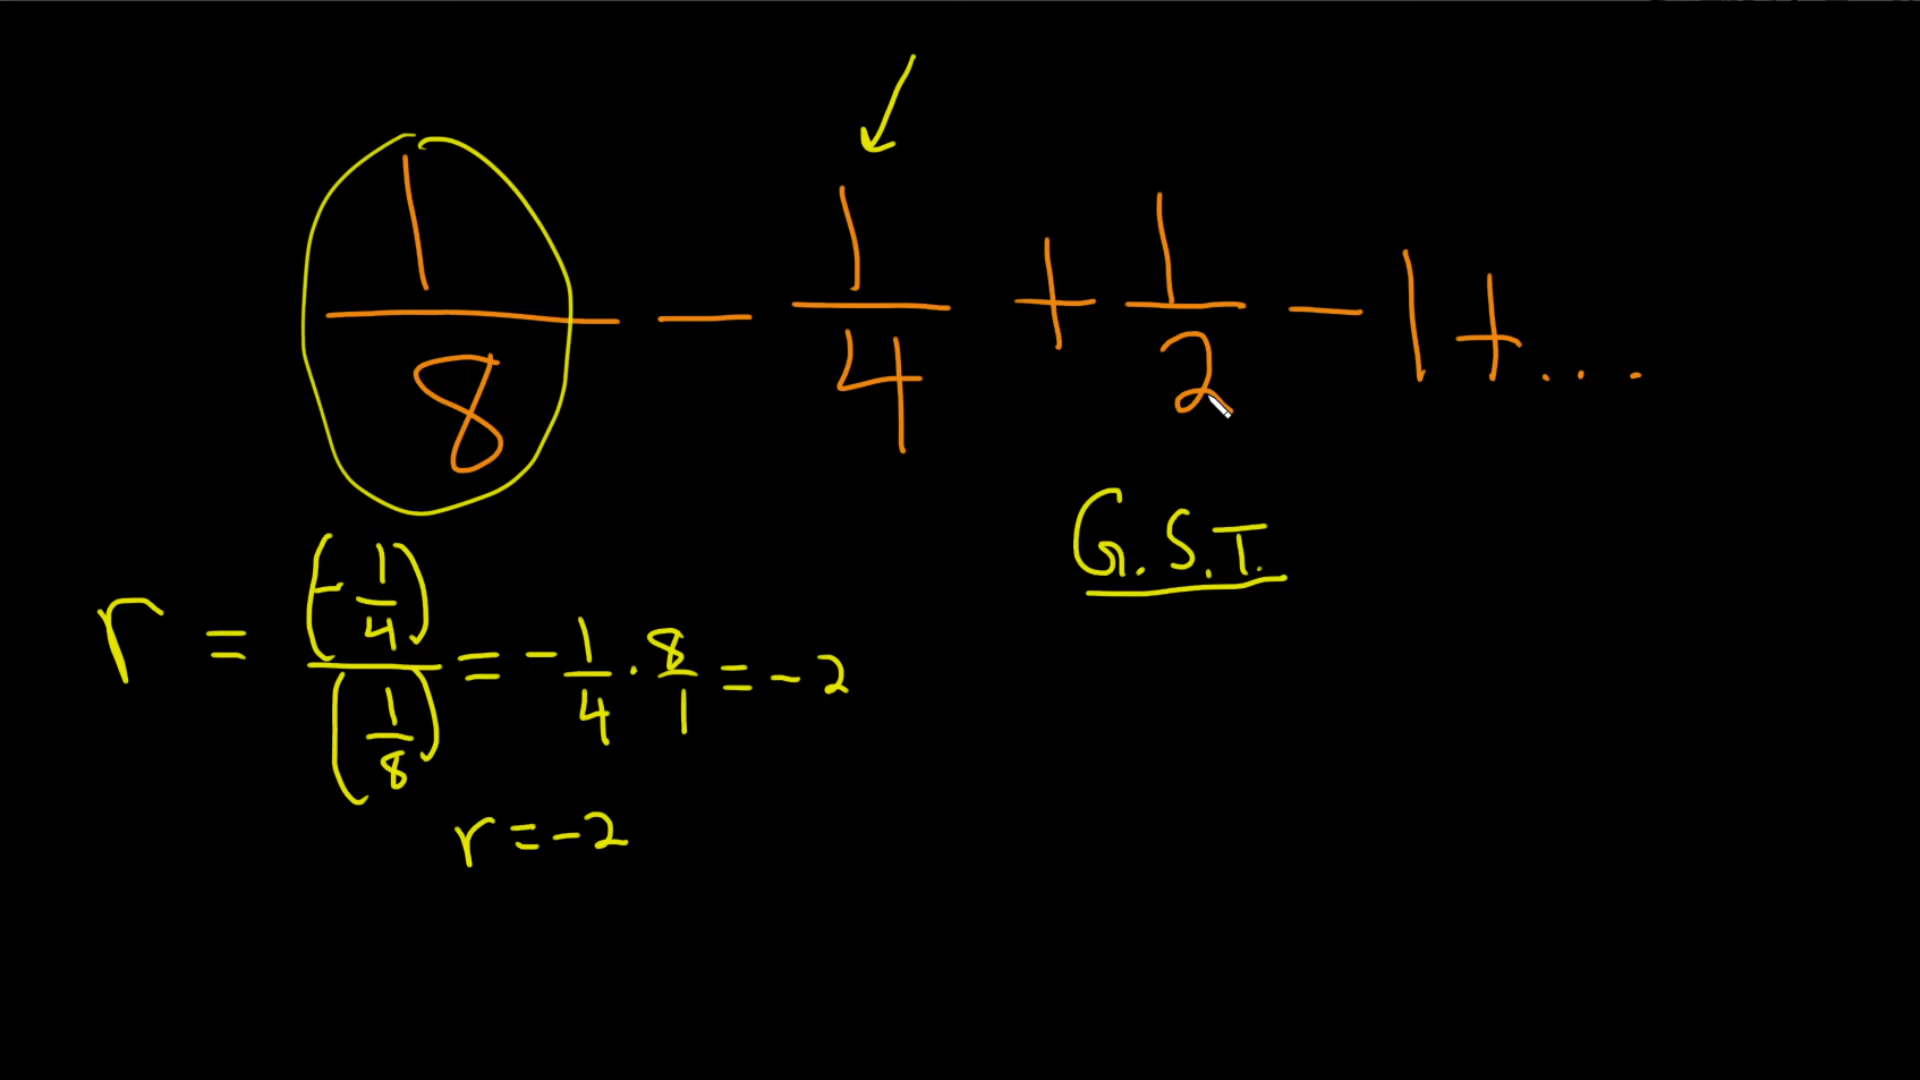 1/8 - 1/4 + 1/2 - 1 + ...
G.S.T.
r = (-1/4)/(1/8) = -1/4 · 8/1 = -2
r = -2